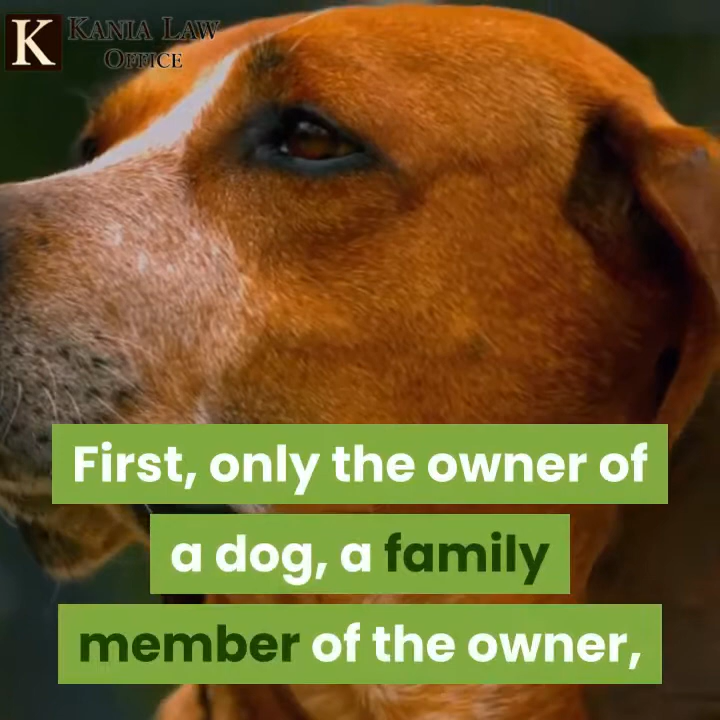 K KANIA LAW
OFFICE
First, only the owner of
a dog, a family
member of the owner,